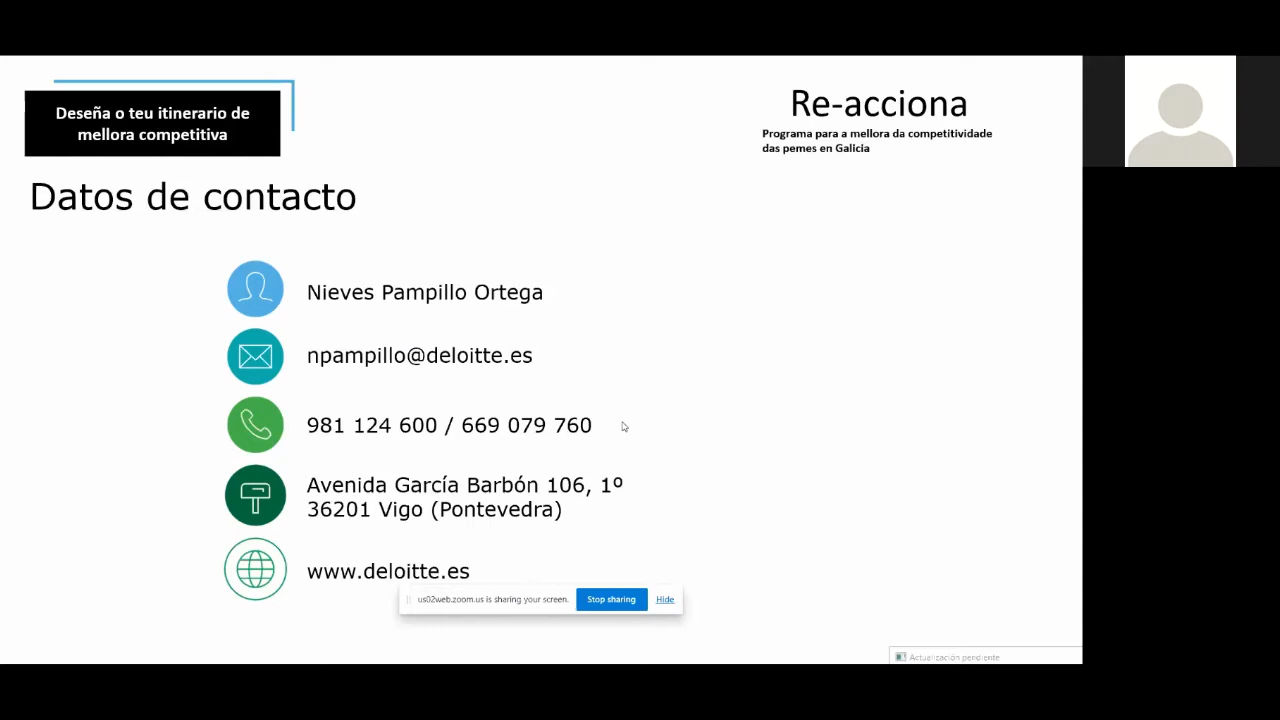 Deseña o teu itinerario de
mellora competitiva
Re-acciona
Programa para a mellora da competitividade
das pemes en Galicia
Datos de contacto
Nieves Pampillo Ortega
npampillo@deloitte.es
981 124 600 / 669 079 760
Avenida García Barbón 106, 1º
36201 Vigo (Pontevedra)
www.deloitte.es
us02web.zoom.us is sharing your screen.
Stop sharing
Hide
Actualización pendiente